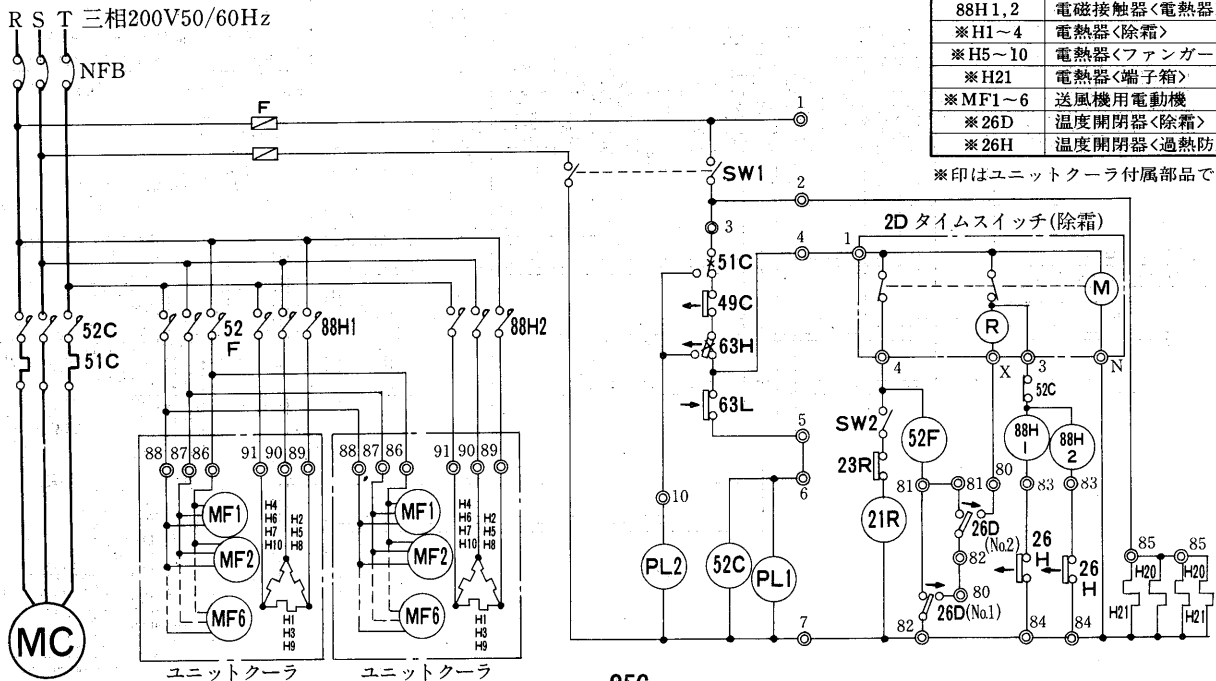 R S T 三相200V50/60Hz
NFB
F
1
SW1
2
3
4
51C
49C
63H
63L
5
6
10
PL2
52C
PL1
7
88H1,2 電磁接触器<電熱器
※H1~4 電熱器<除霜>
※H5~10 電熱器<ファンガー
※H21 電熱器<端子箱>
※MF1~6 送風機用電動機
※26D 温度開閉器<除霜>
※26H 温度開閉器<過熱防
※印はユニットクーラ付属部品で
2D タイムスイッチ(除霜)
1
M
R
4
X
3
N
52C
SW2
52F
23R
21R
88H
1
88H
2
81
81
80
83
83
26D
(No.2)
82
80
26D(No.1)
82
26
H
26
H
84
84
85
85
H20
H20
H21
H21
52C
51C
52
F
88H1
88H2
88 87 86 91 90 89
88 87 86 91 90 89
MF1
MF2
MF6
H4
H6
H7
H10
H2
H5
H8
H1
H3
H9
MF1
MF2
MF6
H4
H6
H7
H10
H2
H5
H8
H1
H3
H9
MC
ユニットクーラ
ユニットクーラ